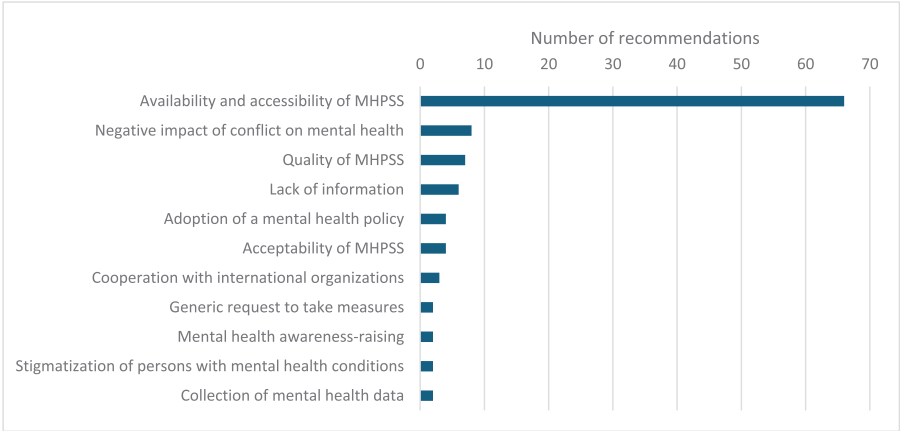 Number of recommendations
0 10 20 30 40 50 60 70
Availability and accessibility of MHPSS
Negative impact of conflict on mental health
Quality of MHPSS
Lack of information
Adoption of a mental health policy
Acceptability of MHPSS
Cooperation with international organizations
Generic request to take measures
Mental health awareness-raising
Stigmatization of persons with mental health conditions
Collection of mental health data